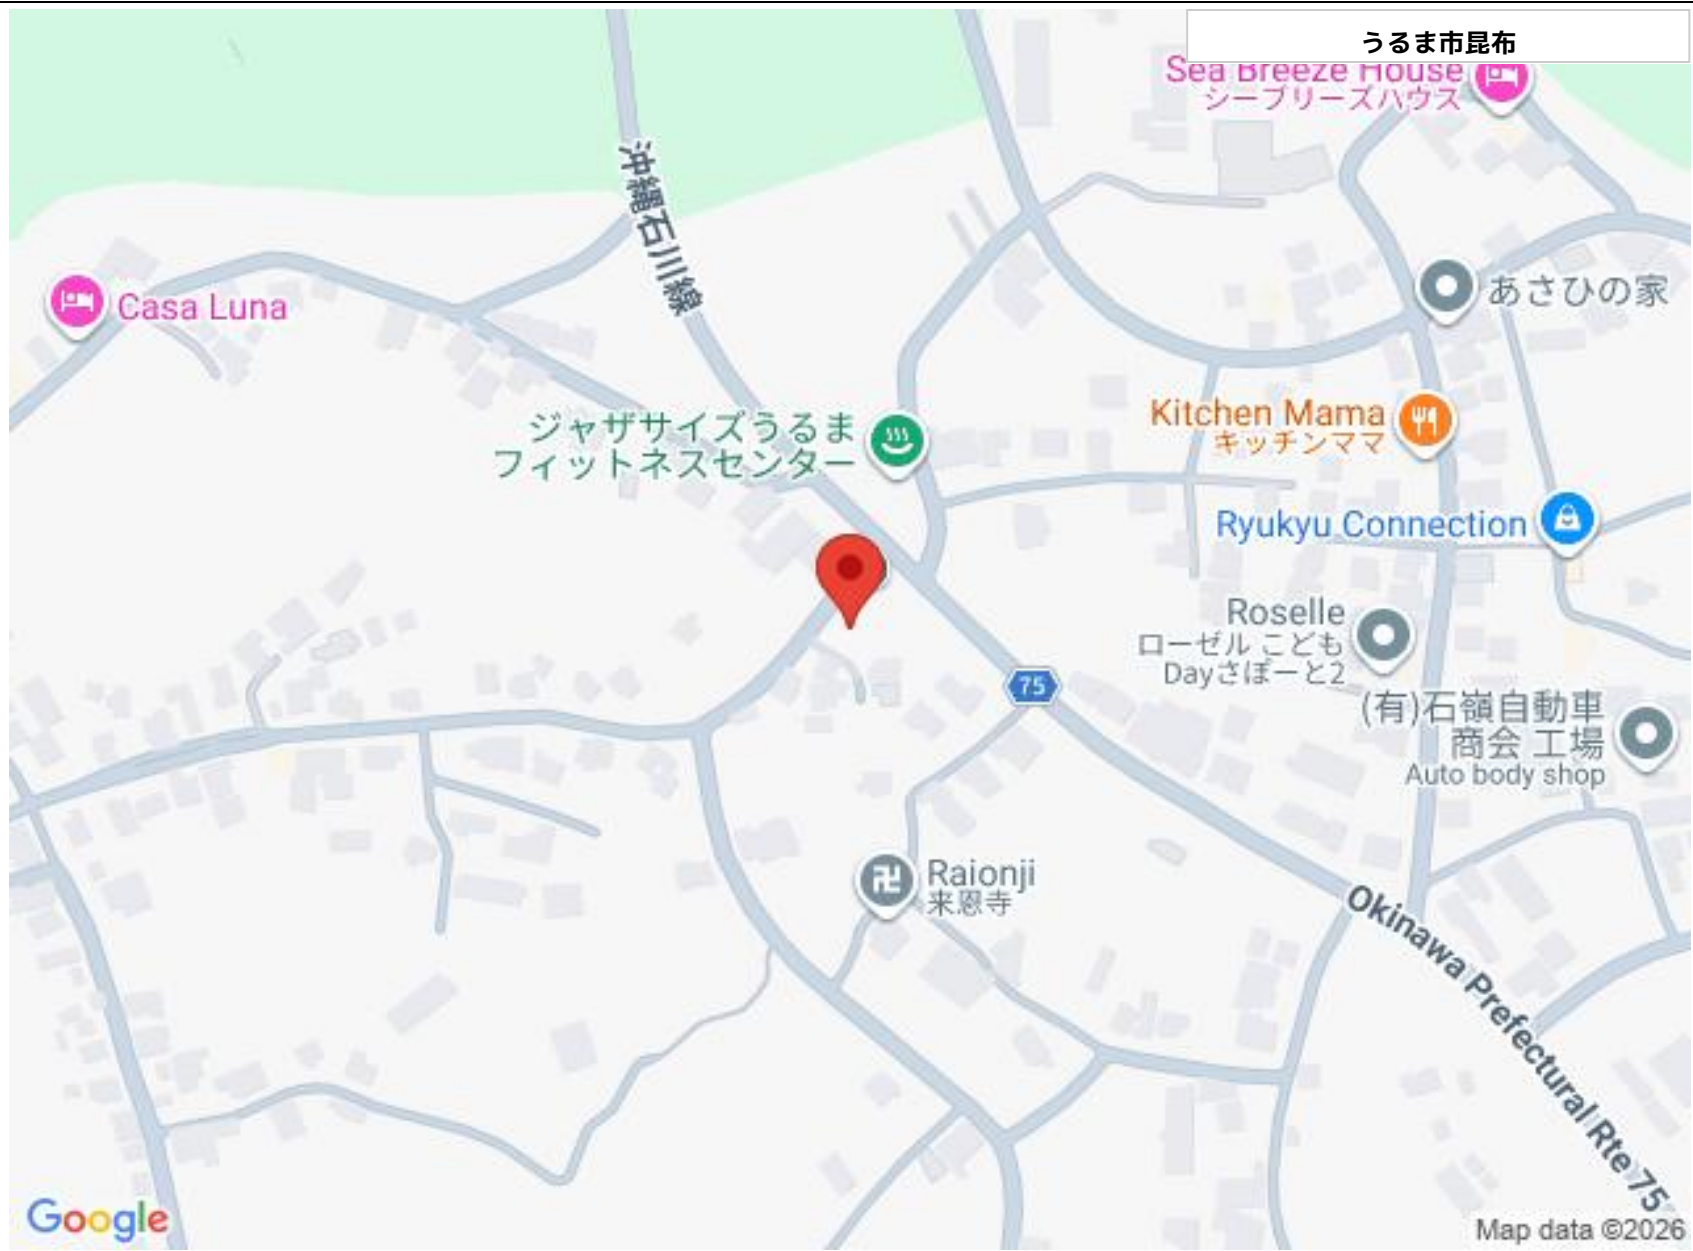 うるま市昆布
Sea Breeze House
シーブリーズハウス
沖縄石川線
あさひの家
Casa Luna
ジャザサイズうるま
フィットネスセンター
Kitchen Mama
キッチンママ
Ryukyu Connection
Roselle
ローゼル こども
Dayさぽーと2
75
(有)石嶺自動車
商会 工場
Auto body shop
Raionji
来恩寺
Okinawa Prefectural Rte 75
Google
Map data ©2026